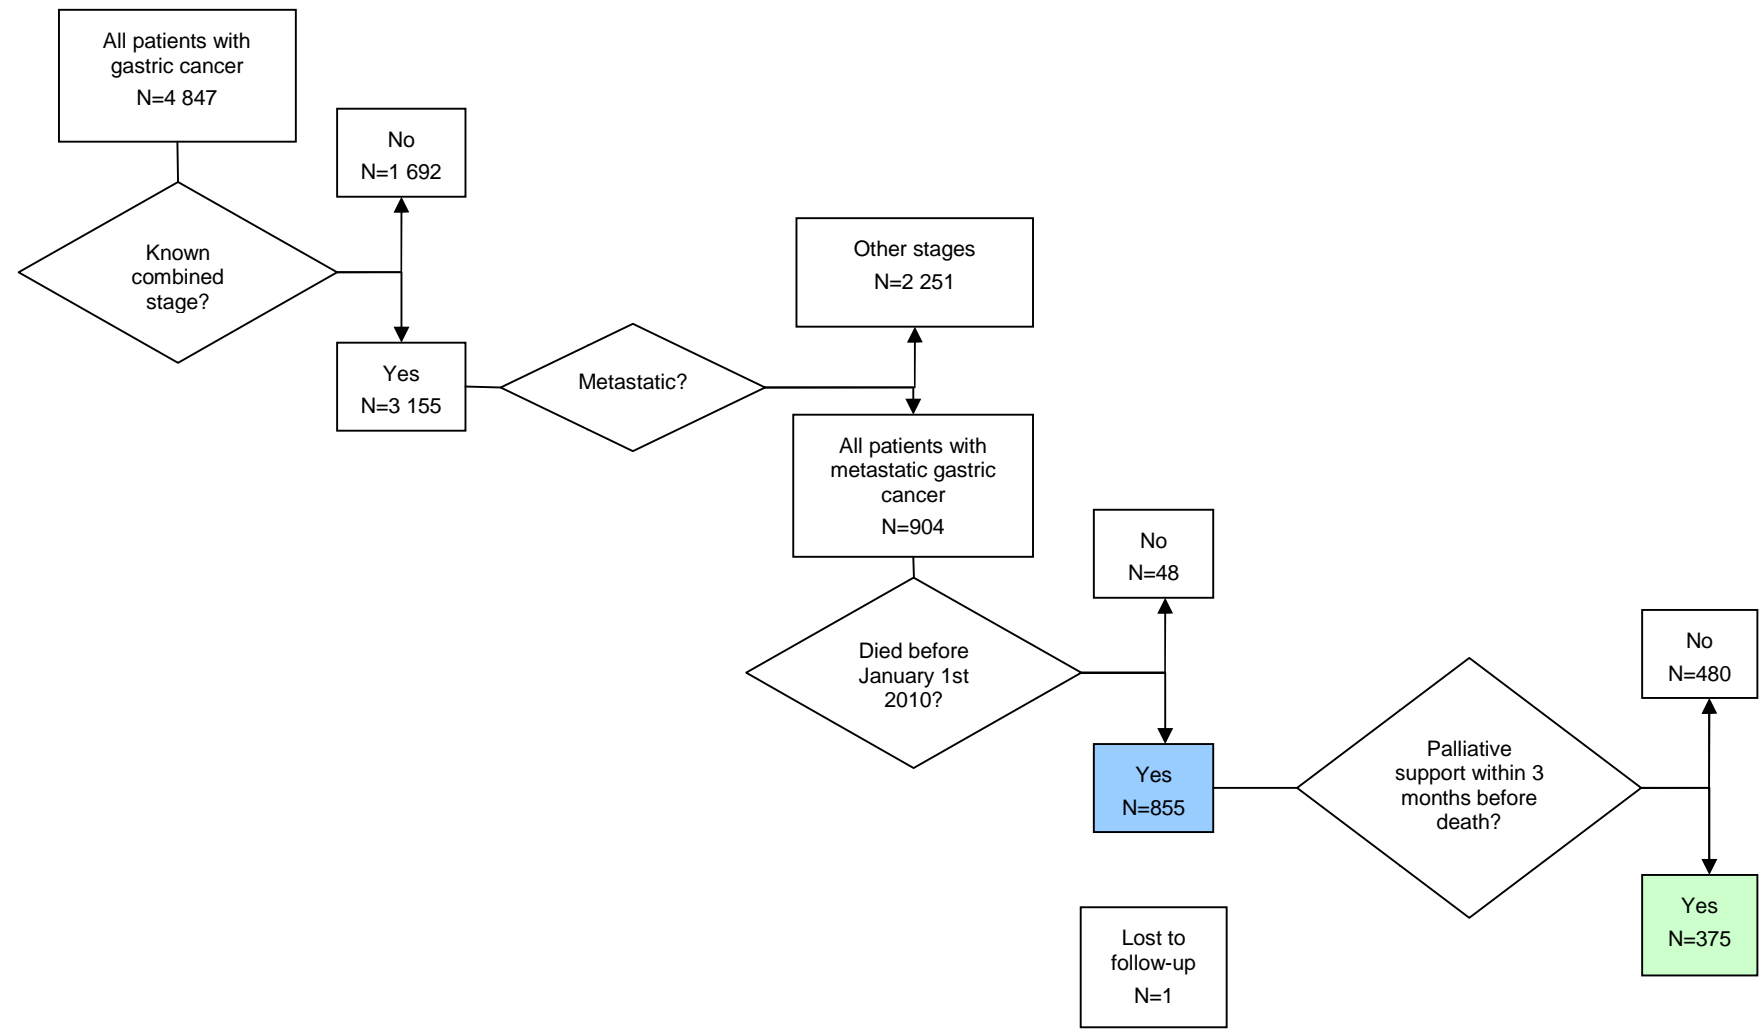 All patients with
gastric cancer
N=4 847
No
N=1 692
Known
combined
stage?
Yes
N=3 155
Metastatic?
Other stages
N=2 251
All patients with
metastatic gastric
cancer
N=904
Died before
January 1st
2010?
No
N=48
Yes
N=855
Lost to
follow-up
N=1
Palliative
support within 3
months before
death?
No
N=480
Yes
N=375